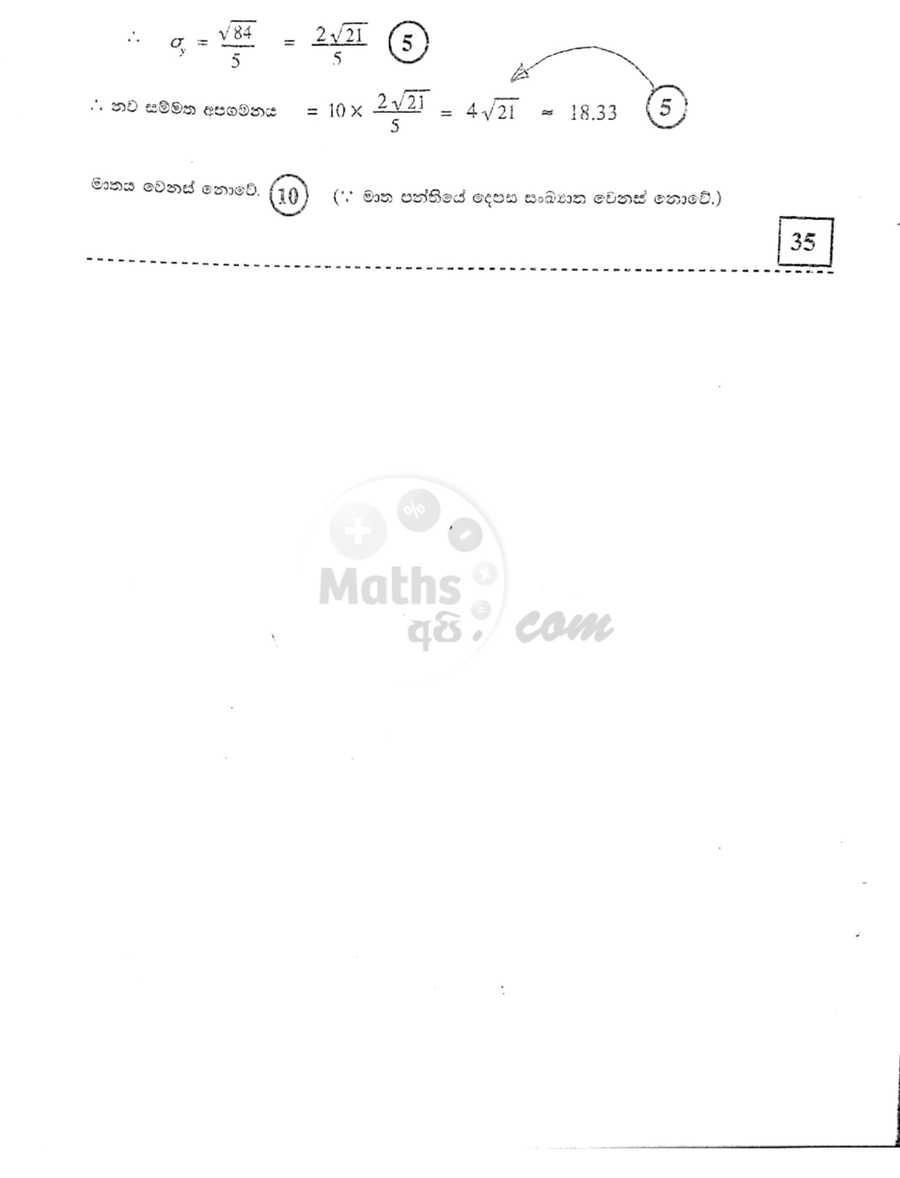 ∴ σ_y = √84/5 = 2√21/5 (5)
∴ නව සම්මත අපගමනය = 10 × 2√21/5 = 4√21 ≈ 18.33 (5)
මාතය වෙනස් නොවේ. (10) (∵ මාත පන්තියේ දෙපස සංඛ්‍යාත වෙනස් නොවේ.)
35
Maths
අපි. com